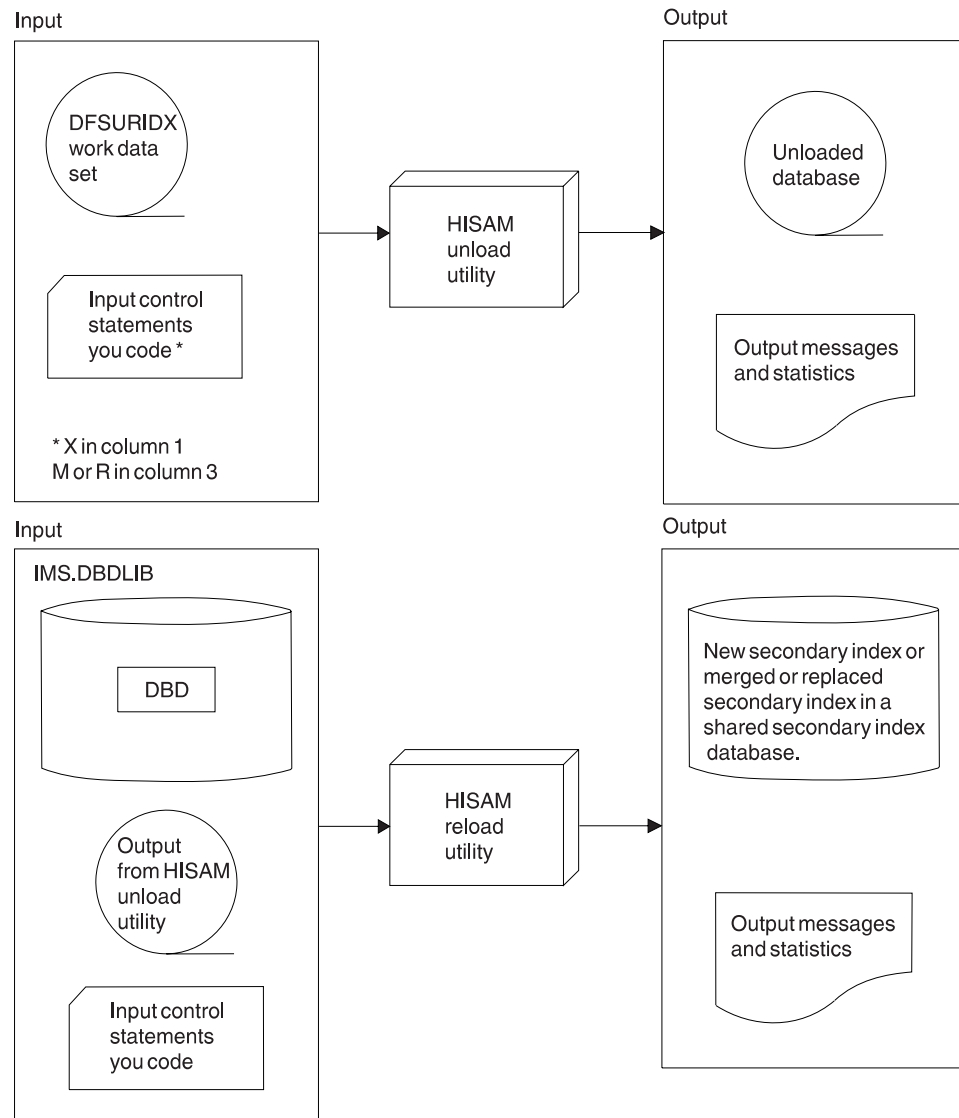 Input
Output
DFSURIDX
work data
set
HISAM
unload
utility
Unloaded
database
Input control
statements
you code *
Output messages
and statistics
* X in column 1
M or R in column 3
Input
Output
IMS.DBDLIB
DBD
New secondary index or
merged or replaced
secondary index in a
shared secondary index
database.
HISAM
reload
utility
Output
from HISAM
unload
utility
Output messages
and statistics
Input control
statements
you code